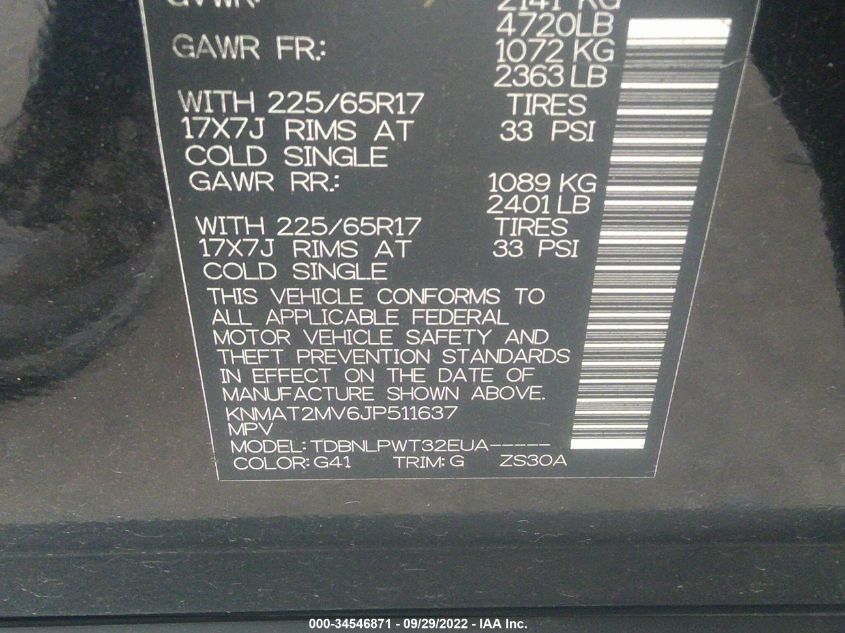 GVWR: 2141 KG
4720LB
GAWR FR.: 1072 KG
2363 LB
WITH 225/65R17 TIRES
17X7J RIMS AT 33 PSI
COLD SINGLE
GAWR RR.: 1089 KG
2401 LB
WITH 225/65R17 TIRES
17X7J RIMS AT 33 PSI
COLD SINGLE
THIS VEHICLE CONFORMS TO
ALL APPLICABLE FEDERAL
MOTOR VEHICLE SAFETY AND
THEFT PREVENTION STANDARDS
IN EFFECT ON THE DATE OF
MANUFACTURE SHOWN ABOVE.
KNMAT2MV6JP511637
MPV
MODEL: TDBNLPWT32EUA-----
COLOR: G41 TRIM: G ZS30A
000-34546871 - 09/29/2022 - IAA Inc.